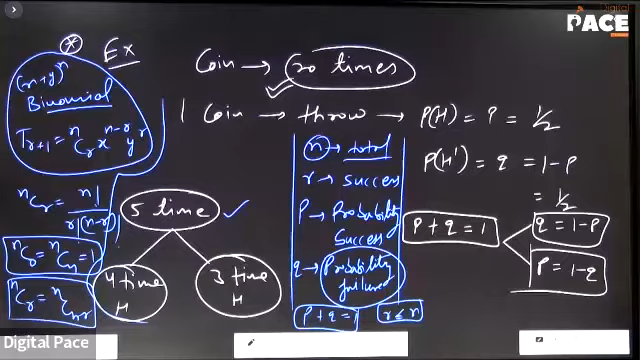 Digital
PACE
* Ex
(x+y)^n
Binomial
T_{r+1} = ^nC_r x^{n-r} y^r
^nC_r = n!/r!(n-r)!
^nC_0 = ^nC_n = 1
^nC_r = ^nC_{n-r}
Coin → 20 times
1 Coin → throw → P(H) = P = 1/2
P(H') = q = 1-P
= 1/2
n → total
r → success
P → Probability
Success
q → Probability
failure
P+q=1
r ≤ n
5 time
4 time
H
3 time
H
P+q=1
q=1-P
P=1-q
Digital Pace